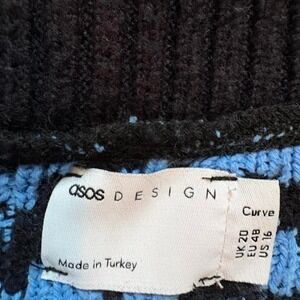 asos DESIGN
Curve
UK 20
EU 48
US 16
Made in Turkey